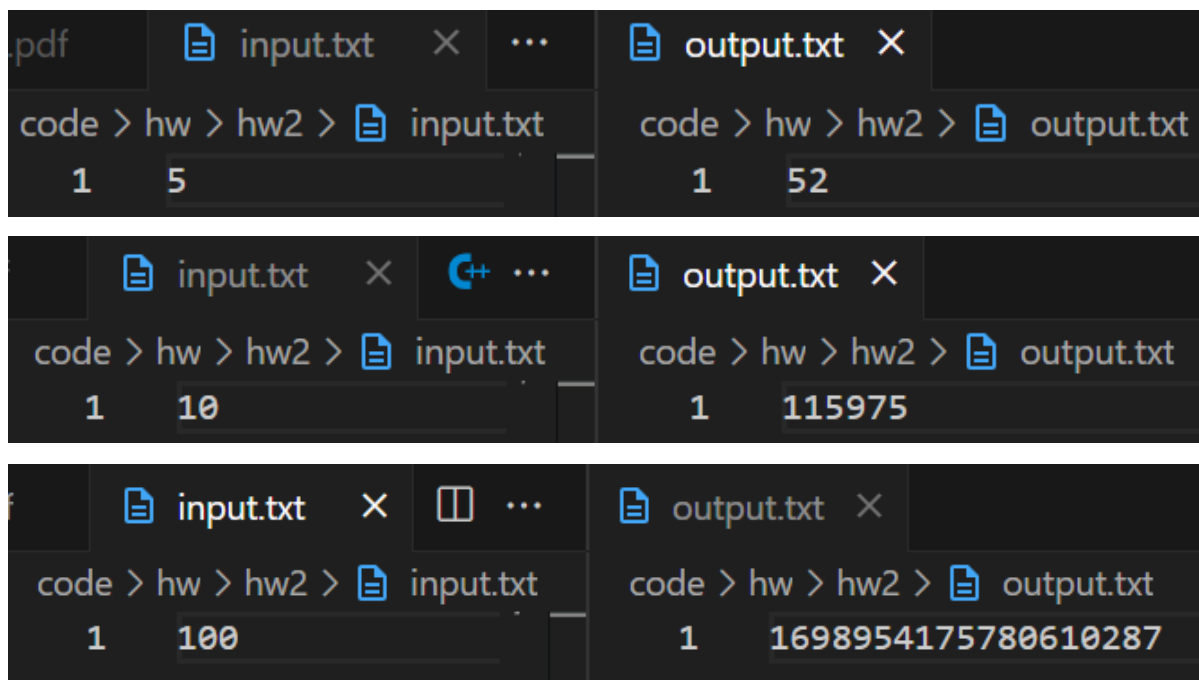 .pdf input.txt × ··· output.txt ×
code > hw > hw2 > input.txt code > hw > hw2 > output.txt
1 5 1 52
input.txt × C++ ··· output.txt ×
code > hw > hw2 > input.txt code > hw > hw2 > output.txt
1 10 1 115975
input.txt × ··· output.txt ×
code > hw > hw2 > input.txt code > hw > hw2 > output.txt
1 100 1 1698954175780610287